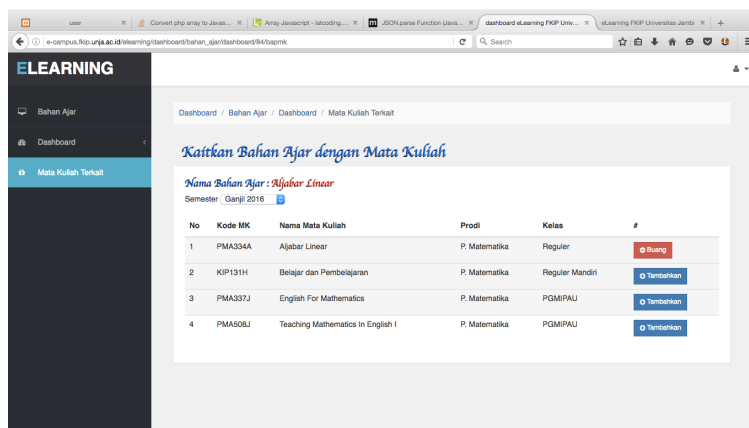 user
Convert php array to Javas...
Array Javascript - latcoding....
JSON.parse Function (Java...
dashboard eLearning FKIP Univ...
eLearning FKIP Universitas Jambi
e-campus.fkip.unja.ac.id/elearning/dashboard/bahan_ajar/dashboard/84/bapmk
Search
ELEARNING
Bahan Ajar
Dashboard
Mata Kuliah Terkait
Dashboard / Bahan Ajar / Dashboard / Mata Kuliah Terkait
Kaitkan Bahan Ajar dengan Mata Kuliah
Nama Bahan Ajar : Aljabar Linear
Semester Ganjil 2016
No Kode MK Nama Mata Kuliah Prodi Kelas #
1 PMA334A Aljabar Linear P. Matematika Reguler Buang
2 KIP131H Belajar dan Pembelajaran P. Matematika Reguler Mandiri Tambahkan
3 PMA337J English For Mathematics P. Matematika PGMIPAU Tambahkan
4 PMA508J Teaching Mathematics In English I P. Matematika PGMIPAU Tambahkan